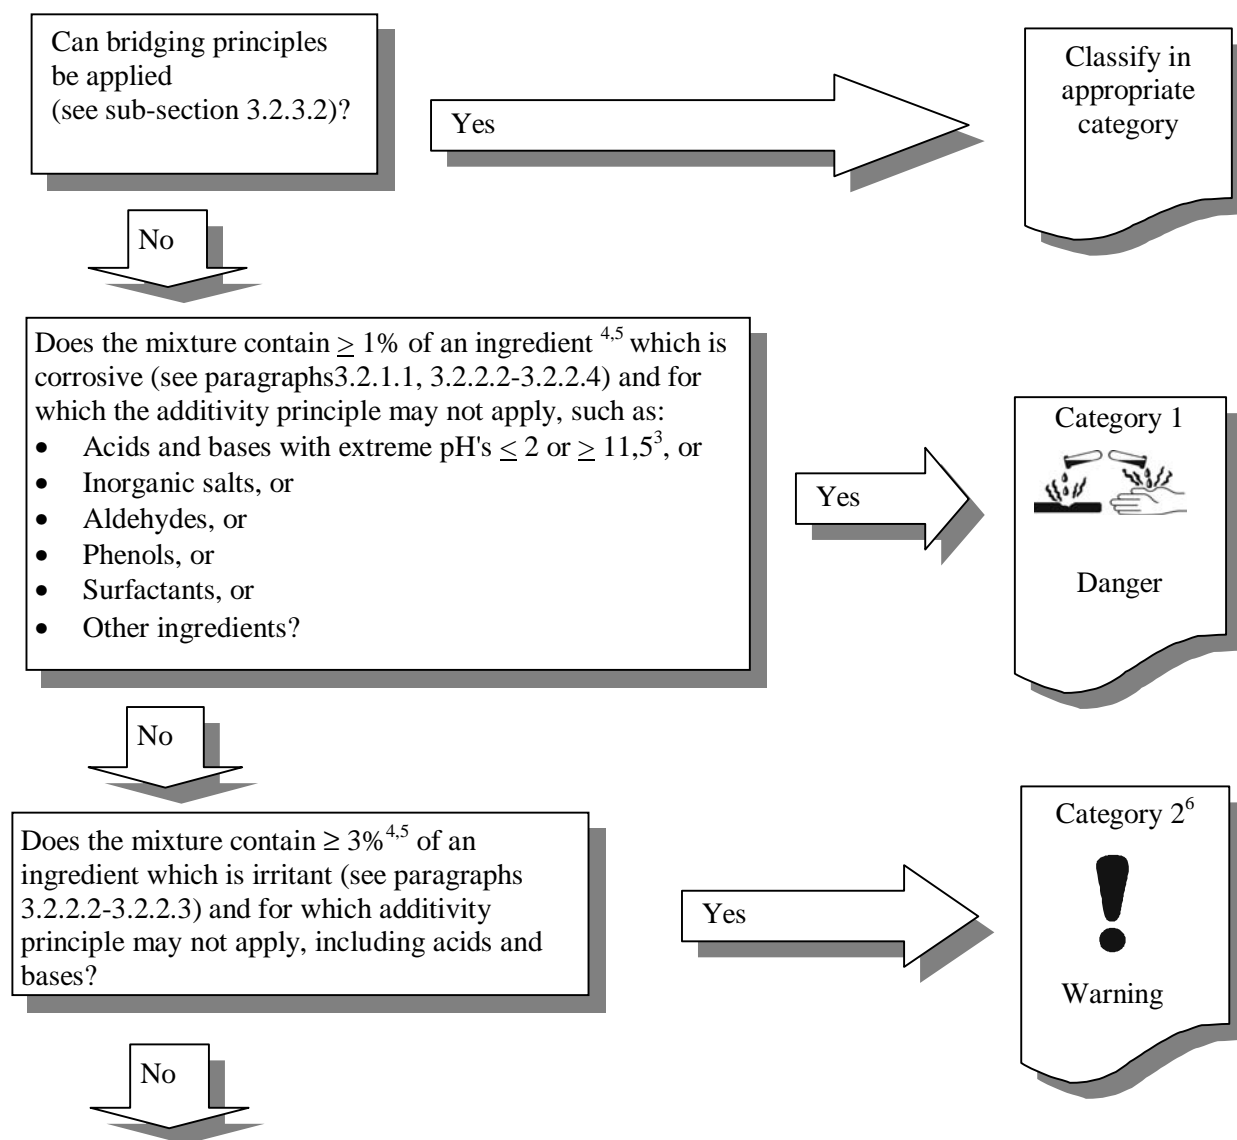 Can bridging principles
be applied
(see sub-section 3.2.3.2)?
Yes
Classify in
appropriate
category
No
Does the mixture contain ≥ 1% of an ingredient 4,5 which is
corrosive (see paragraphs3.2.1.1, 3.2.2.2-3.2.2.4) and for
which the additivity principle may not apply, such as:
• Acids and bases with extreme pH's ≤ 2 or ≥ 11,53, or
• Inorganic salts, or
• Aldehydes, or
• Phenols, or
• Surfactants, or
• Other ingredients?
Yes
Category 1
Danger
No
Does the mixture contain ≥ 3%4,5 of an
ingredient which is irritant (see paragraphs
3.2.2.2-3.2.2.3) and for which additivity
principle may not apply, including acids and
bases?
Yes
Category 26
Warning
No